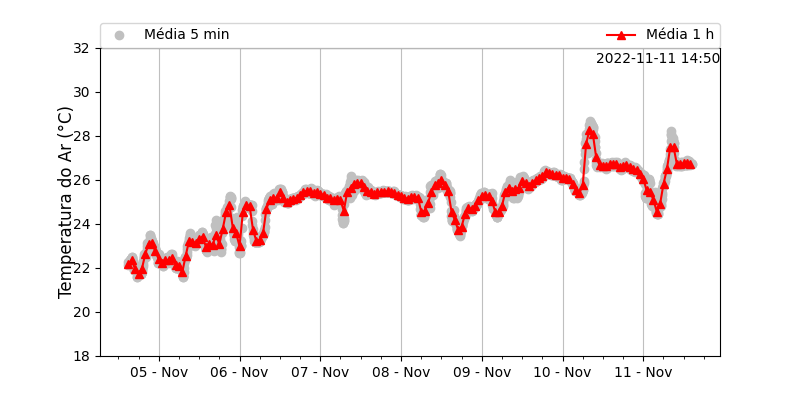 Média 5 min
Média 1 h
2022-11-11 14:50
Temperatura do Ar (°C)
32
30
28
26
24
22
20
18
05 - Nov
06 - Nov
07 - Nov
08 - Nov
09 - Nov
10 - Nov
11 - Nov